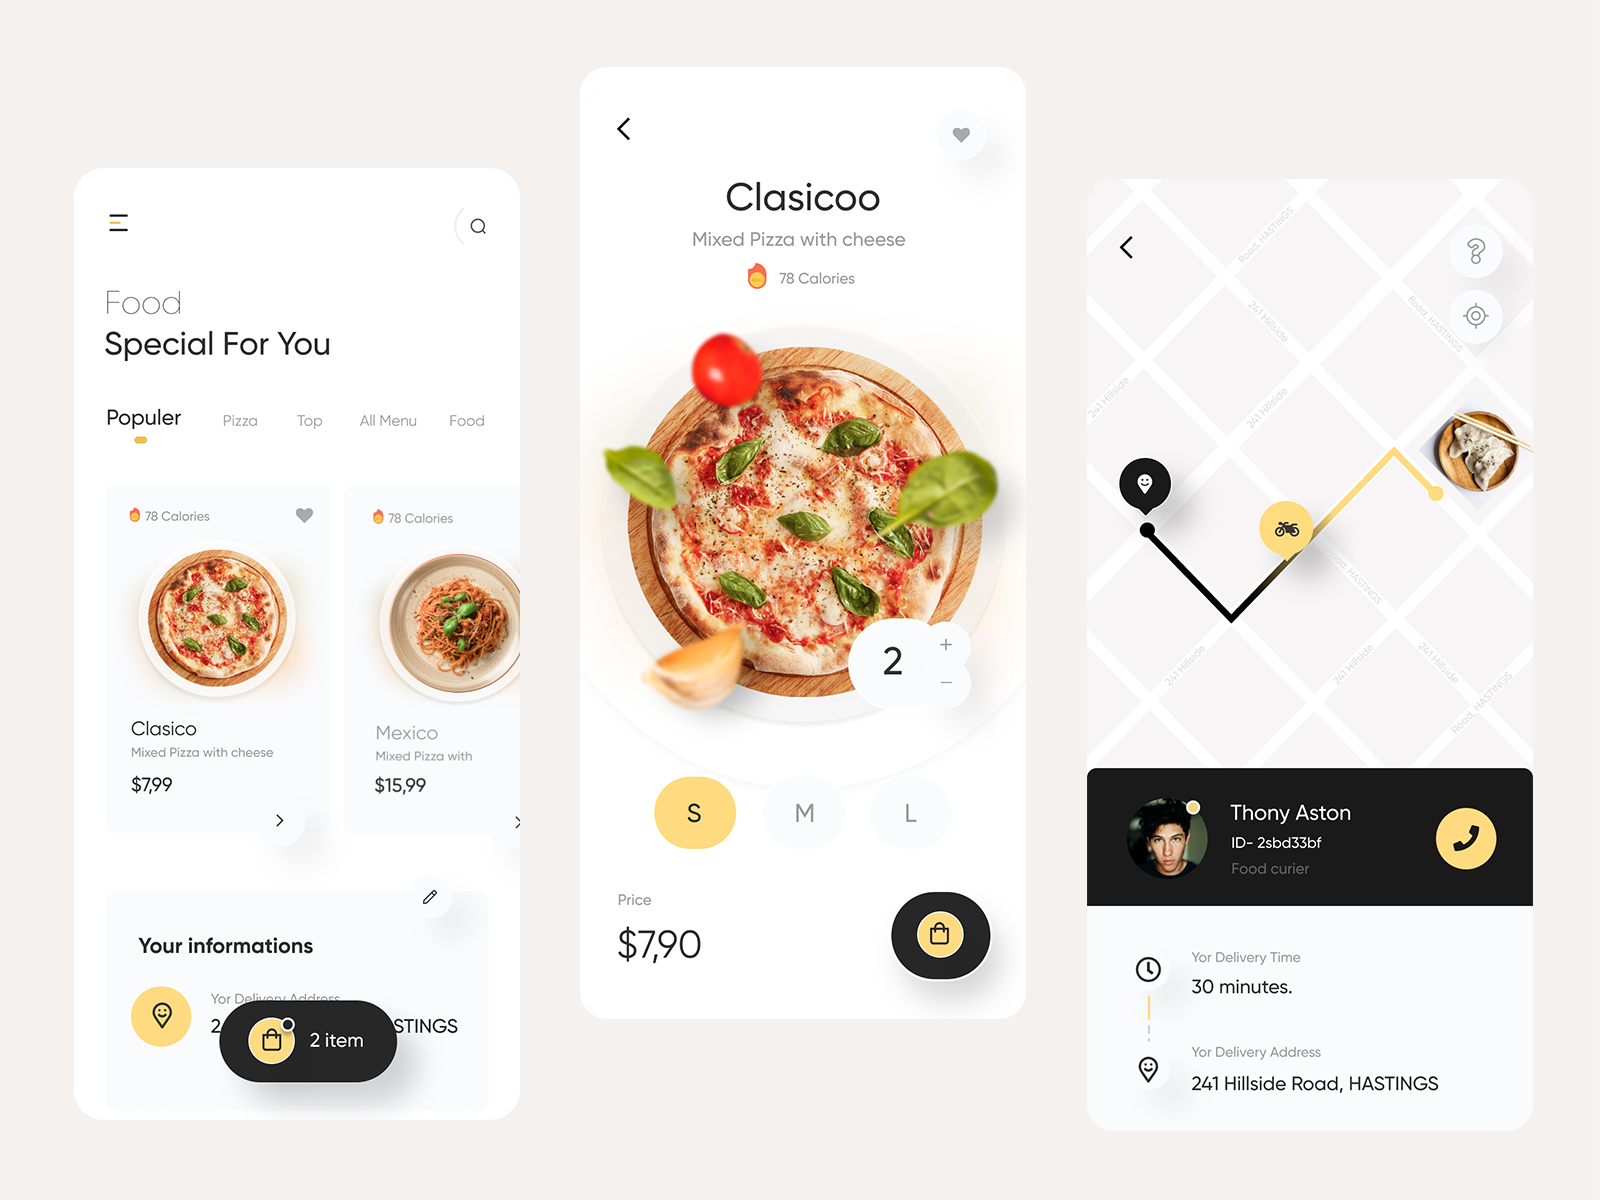 Food
Special For You
Populer
Pizza
Top
All Menu
Food
78 Calories
78 Calories
Clasico
Mixed Pizza with cheese
$7,99
Mexico
Mixed Pizza with
$15,99
Your informations
Yor Delivery Address
2
STINGS
2 item
Clasicoo
Mixed Pizza with cheese
78 Calories
2
+
−
S
M
L
Price
$7,90
Road, HASTINGS
241 Hillside
Road, HASTINGS
241 Hillside
241 Hillside
Road, HASTINGS
241 Hillside
241 Hillside
241 Hillside
Road, HASTINGS
Thony Aston
ID- 2sbd33bf
Food curier
Yor Delivery Time
30 minutes.
Yor Delivery Address
241 Hillside Road, HASTINGS